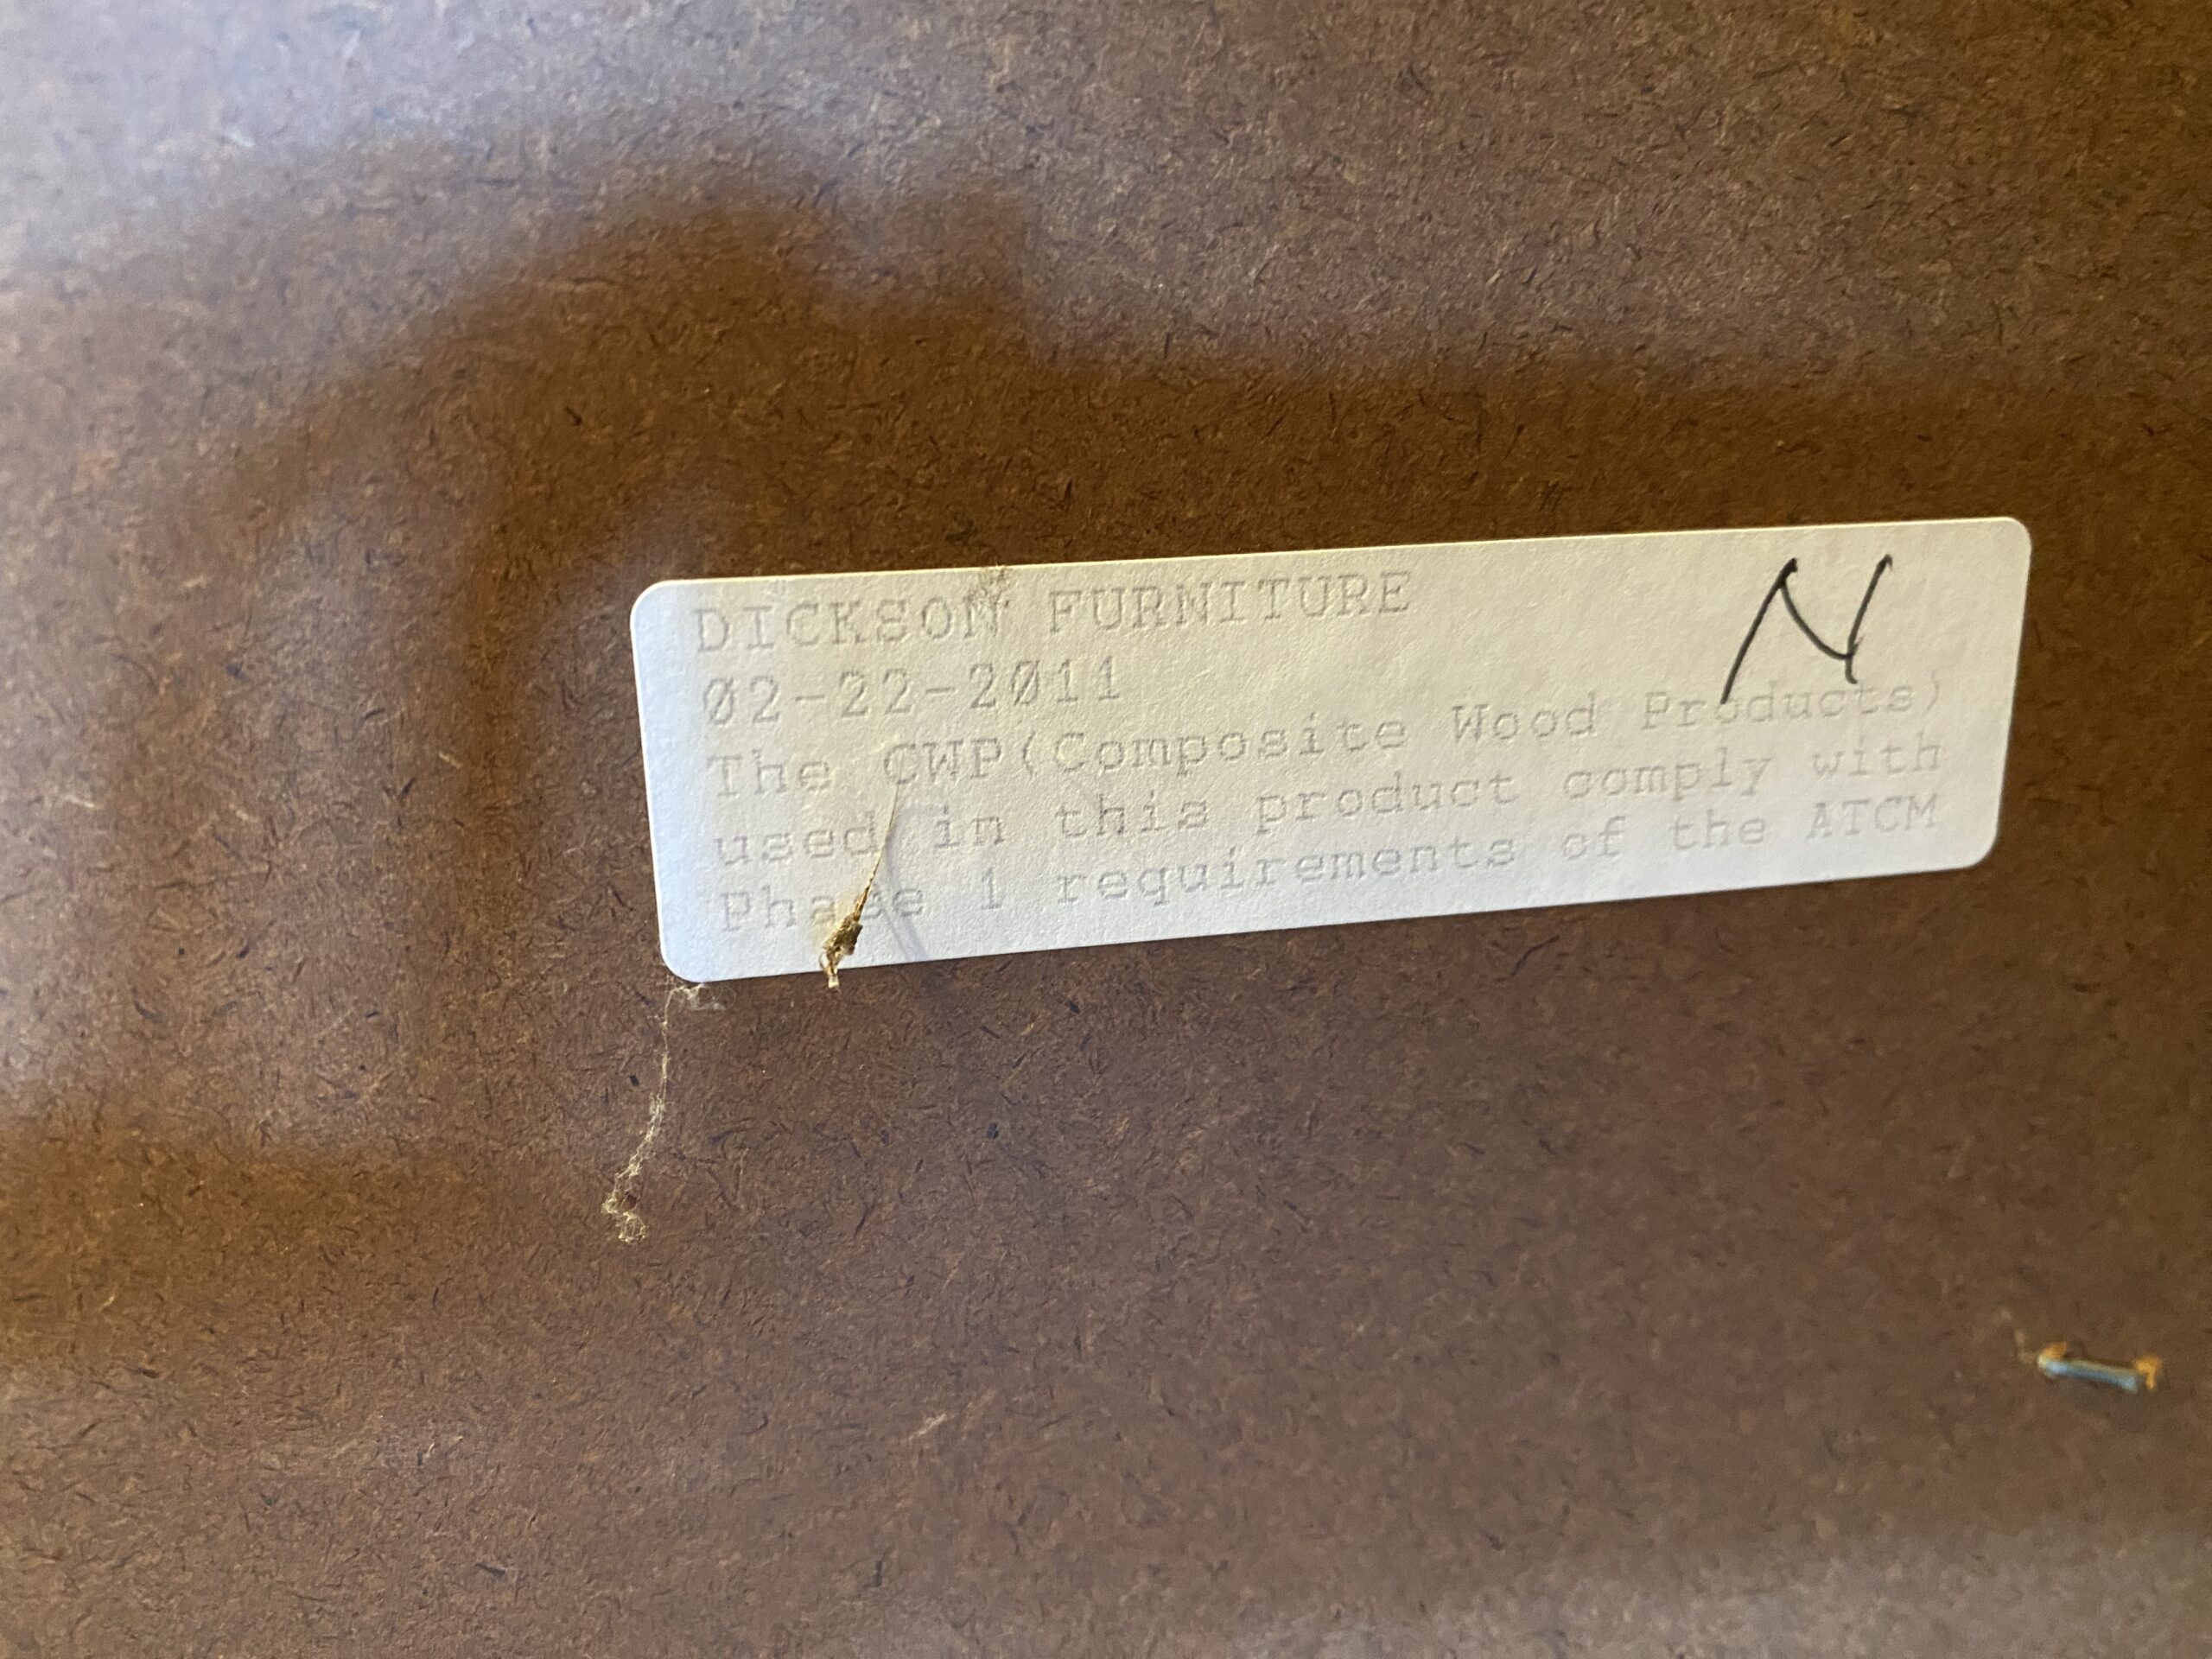 DICKSON FURNITURE
N
02-22-2011
The CWP(Composite Wood Products)
used in this product comply with
Phase 1 requirements of the ATCM